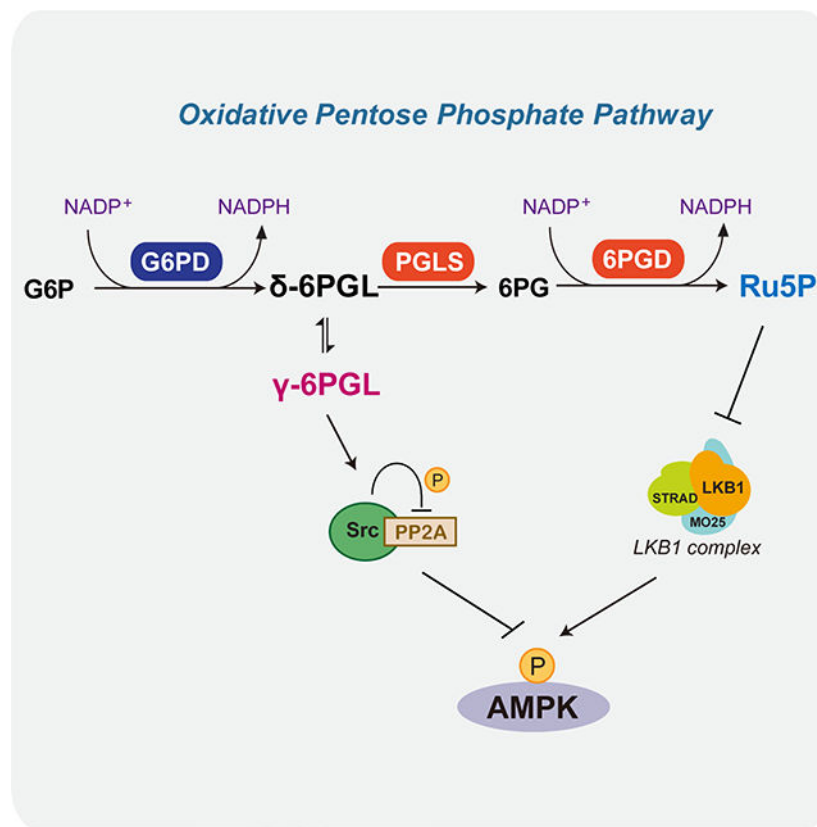 Oxidative Pentose Phosphate Pathway
NADP+ NADPH NADP+ NADPH
G6PD PGLS 6PGD
G6P δ-6PGL 6PG Ru5P
γ-6PGL
P
Src PP2A
STRAD LKB1
MO25
LKB1 complex
P
AMPK